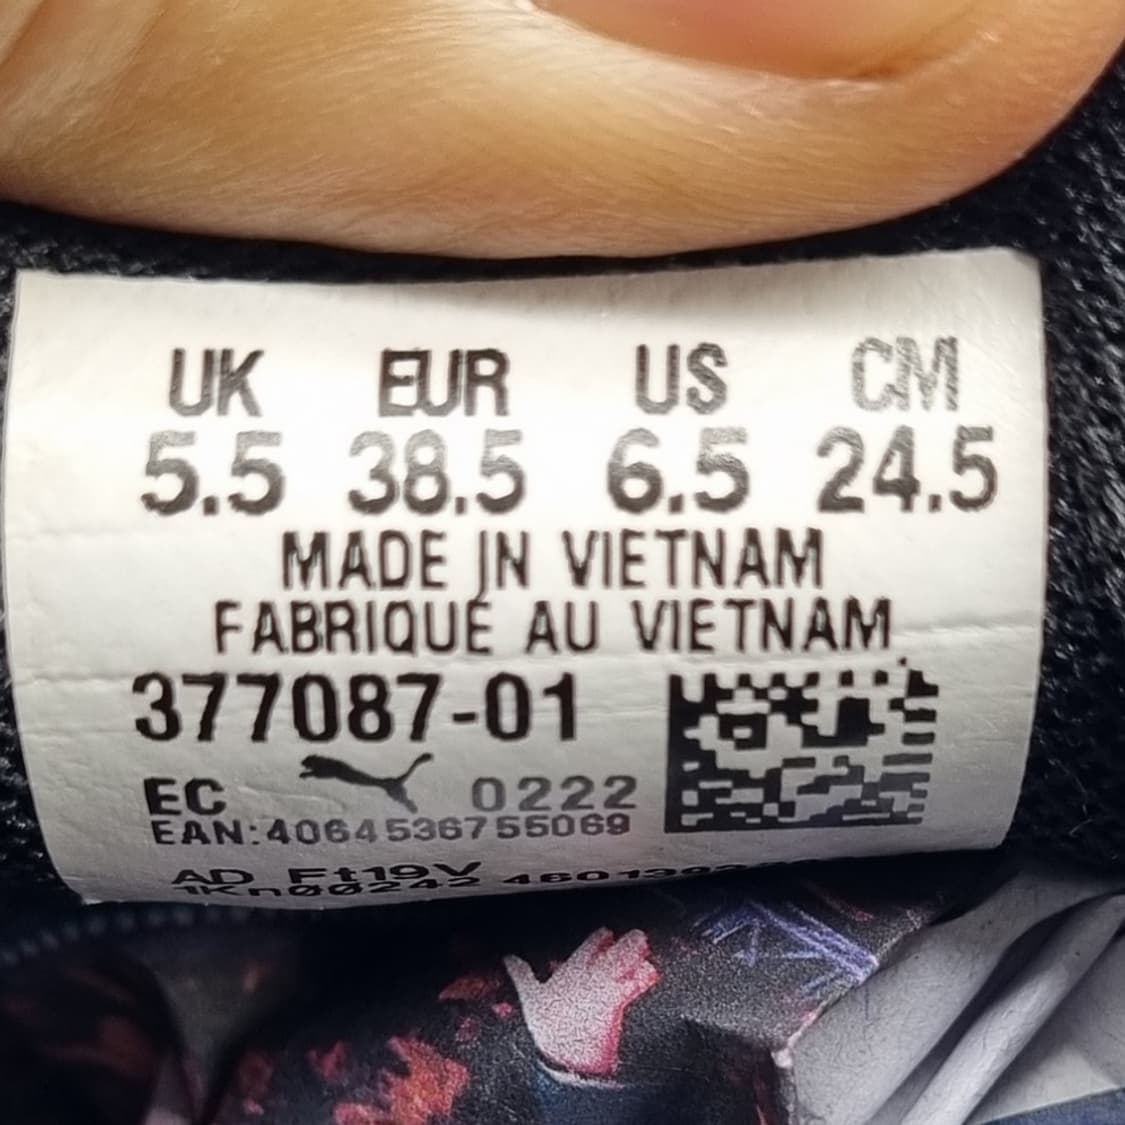 UK EUR US CM
5.5 38.5 6.5 24.5
MADE IN VIETNAM
FABRIQUÉ AU VIETNAM
377087-01
EC 0222
EAN:4064536755069
AD Ft19V